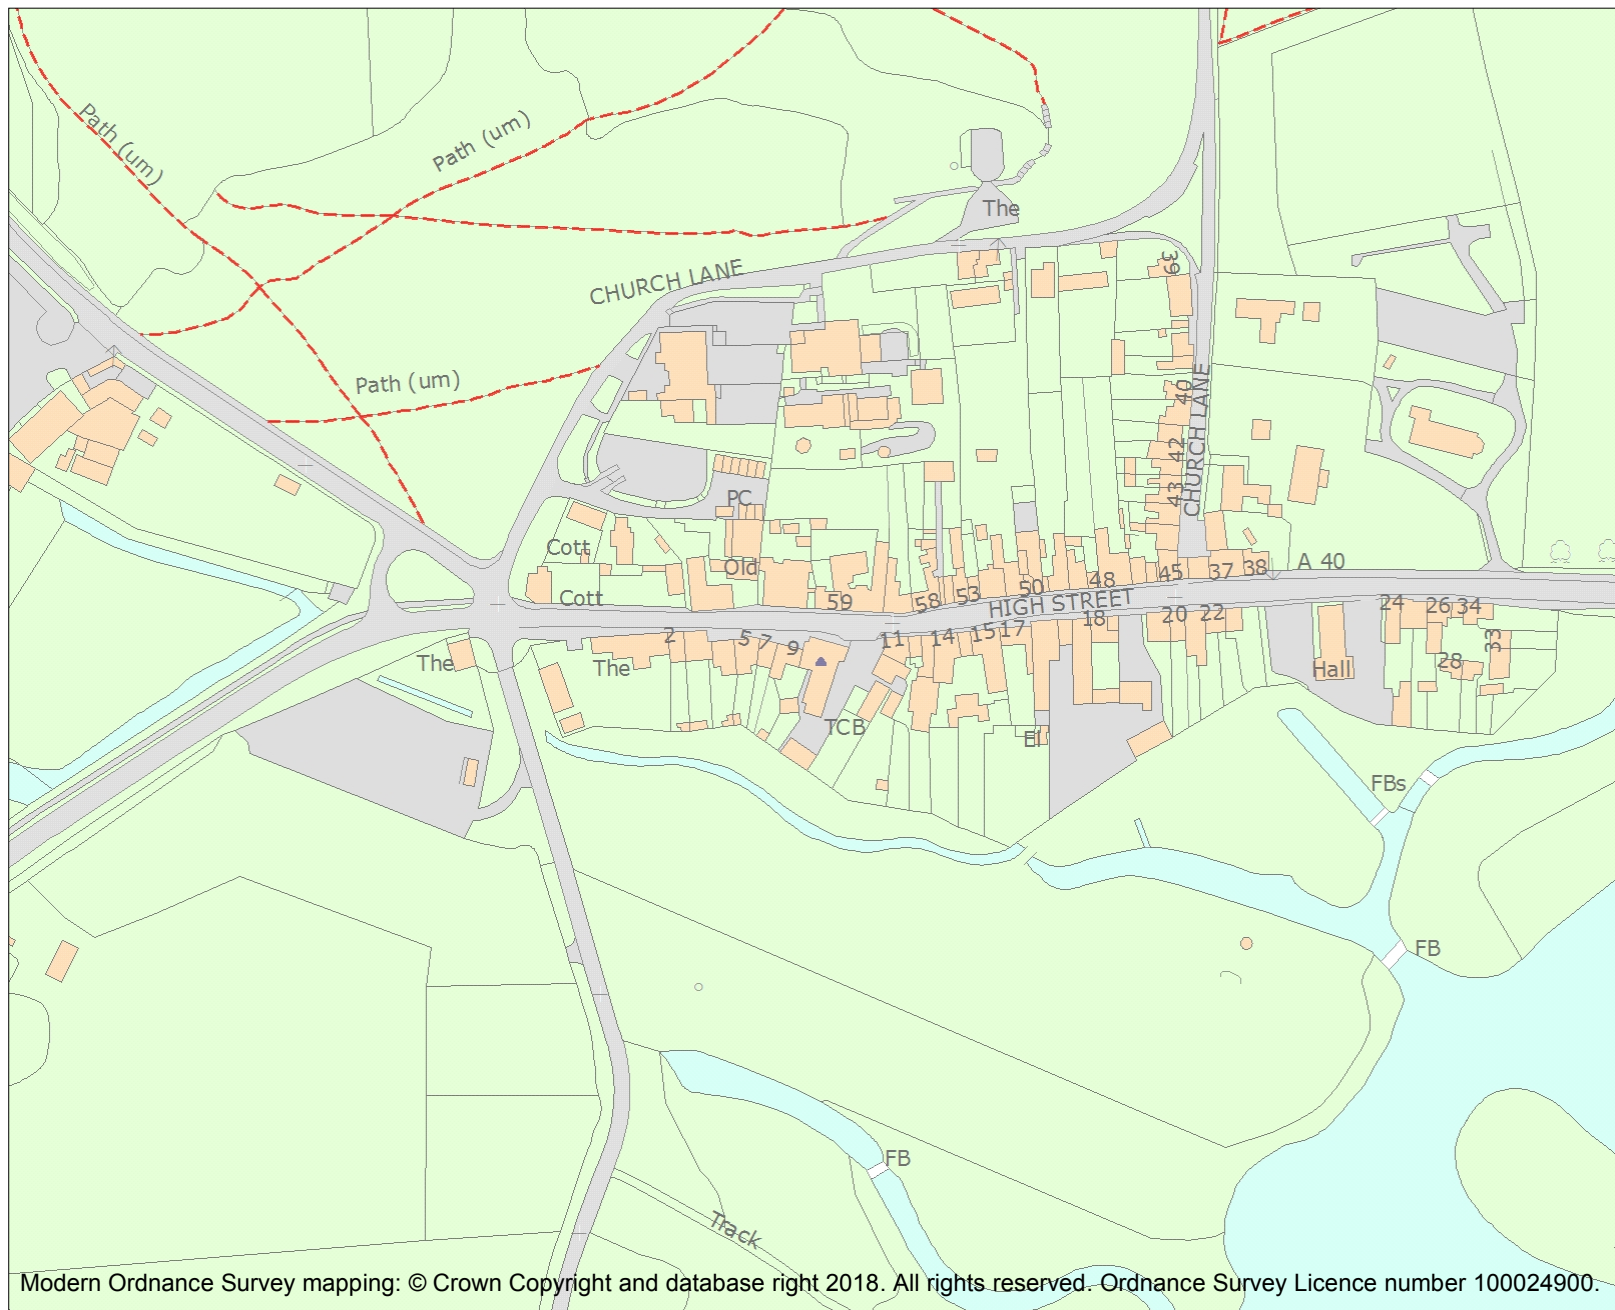 Path (um)
Path (um)
The
CHURCH LANE
39
Path (um)
40
CHURCH LANE
42
43
PC
Cott
Old
A 40
Cott
59
58
53
50
48
45
37
38
HIGH STREET
24
26
34
2
5
7
9
11
14
15
17
18
20
22
33
The
The
28
Hall
TCB
El
FBs
FB
FB
Track
Modern Ordnance Survey mapping: © Crown Copyright and database right 2018. All rights reserved. Ordnance Survey Licence number 100024900.